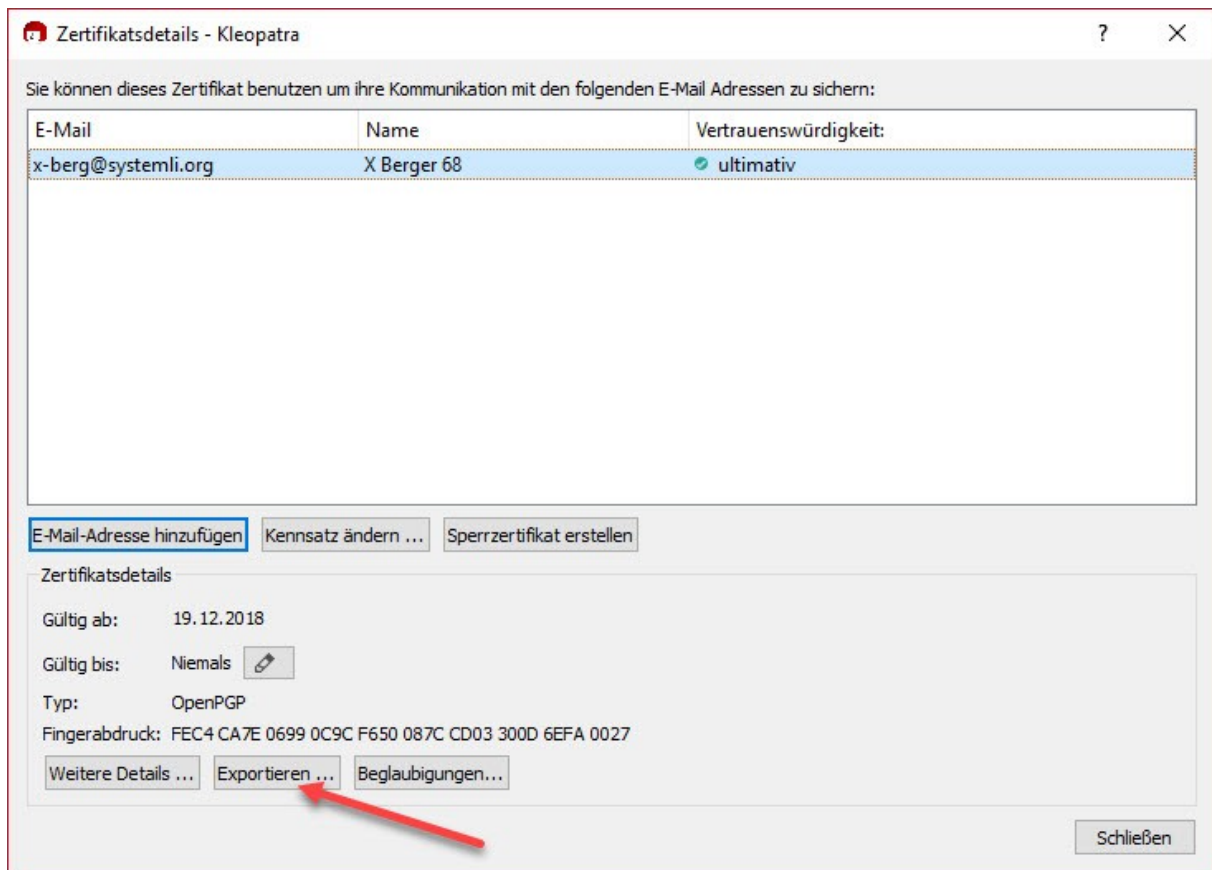 Zertifikatsdetails - Kleopatra ?
Sie können dieses Zertifikat benutzen um ihre Kommunikation mit den folgenden E-Mail Adressen zu sichern:
E-Mail Name Vertrauenswürdigkeit:
x-berg@systemli.org X Berger 68 ultimativ
E-Mail-Adresse hinzufügen Kennsatz ändern ... Sperrzertifikat erstellen
Zertifikatsdetails
Gültig ab: 19.12.2018
Gültig bis: Niemals
Typ: OpenPGP
Fingerabdruck: FEC4 CA7E 0699 0C9C F650 087C CD03 300D 6EFA 0027
Weitere Details ... Exportieren ... Beglaubigungen...
Schließen